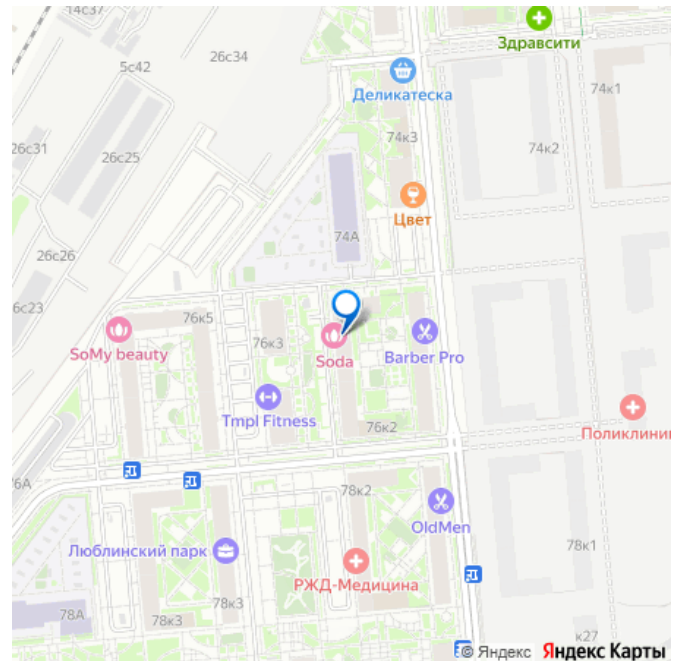 14с37
Здравсити
5с42
26с34
Деликатеска
74к1
74к3
26с31
26с25
74к2
Цвет
74А
26с26
26с23
76к5
76к3
SoMy beauty
Soda
Barber Pro
Tmpl Fitness
76к2
Поликлини
76А
78к2
OldMen
Люблинский парк
78к1
РЖД-Медицина
78А
78к3
78к3
к27
© Яндекс Яндекс Карты